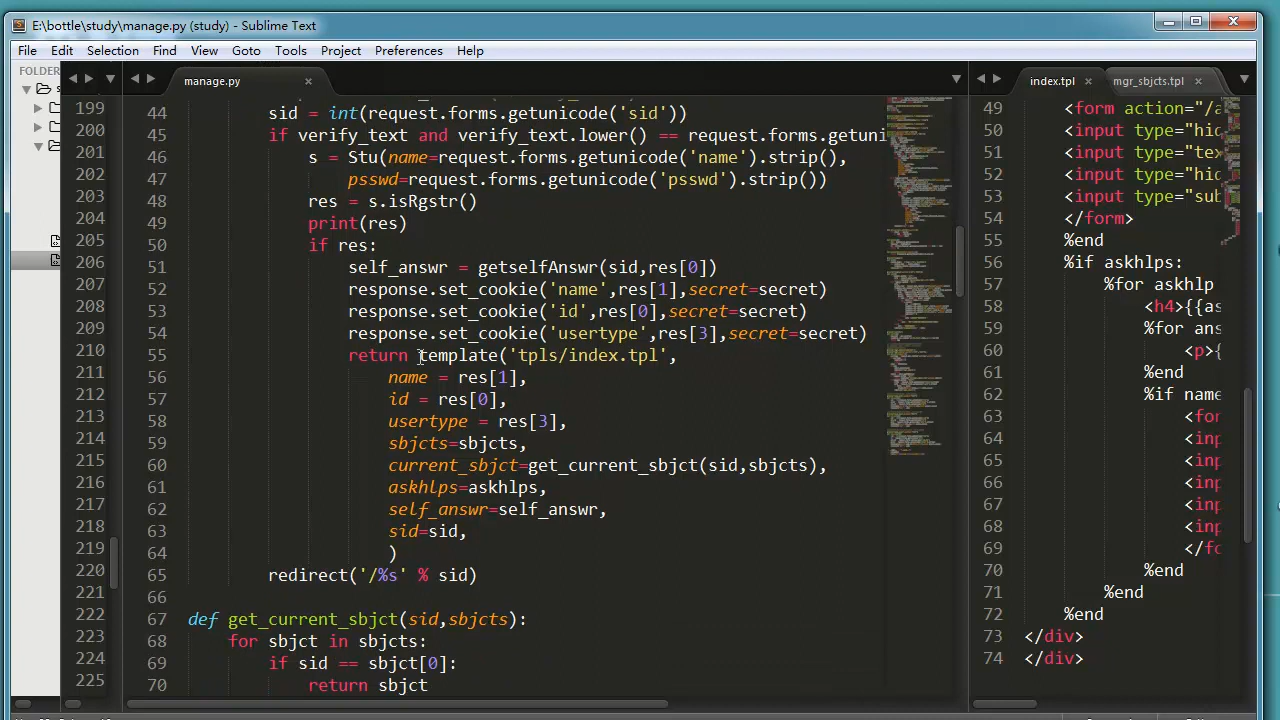 E:\bottle\study\manage.py (study) - Sublime Text
File Edit Selection Find View Goto Tools Project Preferences Help
FOLDER
manage.py
index.tpl
mgr_sbjcts.tpl
199
200
201
202
203
204
205
206
207
208
209
210
211
212
213
214
215
216
217
218
219
220
221
222
223
224
225
44 sid = int(request.forms.getunicode('sid'))
45 if verify_text and verify_text.lower() == request.forms.getuni
46 s = Stu(name=request.forms.getunicode('name').strip(),
47 psswd=request.forms.getunicode('psswd').strip())
48 res = s.isRgstr()
49 print(res)
50 if res:
51 self_answr = getselfAnswr(sid,res[0])
52 response.set_cookie('name',res[1],secret=secret)
53 response.set_cookie('id',res[0],secret=secret)
54 response.set_cookie('usertype',res[3],secret=secret)
55 return template('tpls/index.tpl',
56 name = res[1],
57 id = res[0],
58 usertype = res[3],
59 sbjcts=sbjcts,
60 current_sbjct=get_current_sbjct(sid,sbjcts),
61 askhlps=askhlps,
62 self_answr=self_answr,
63 sid=sid,
64 )
65 redirect('/%s' % sid)
66
67 def get_current_sbjct(sid,sbjcts):
68 for sbjct in sbjcts:
69 if sid == sbjct[0]:
70 return sbjct
49 <form action="/a
50 <input type="hid
51 <input type="tex
52 <input type="hid
53 <input type="sub
54 </form>
55 %end
56 %if askhlps:
57 %for askhlp
58 <h4>{{as
59 %for ans
60 <p>{
61 %end
62 %if name
63 <for
64 <inp
65 <inp
66 <inp
67 <inp
68 <inp
69 </fo
70 %end
71 %end
72 %end
73 </div>
74 </div>